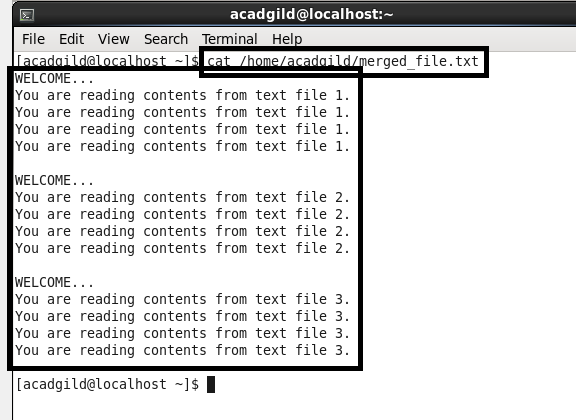 acadgild@localhost:~
File Edit View Search Terminal Help
[acadgild@localhost ~]$ cat /home/acadgild/merged_file.txt
WELCOME...
You are reading contents from text file 1.
You are reading contents from text file 1.
You are reading contents from text file 1.
You are reading contents from text file 1.

WELCOME...
You are reading contents from text file 2.
You are reading contents from text file 2.
You are reading contents from text file 2.
You are reading contents from text file 2.

WELCOME...
You are reading contents from text file 3.
You are reading contents from text file 3.
You are reading contents from text file 3.
You are reading contents from text file 3.

[acadgild@localhost ~]$